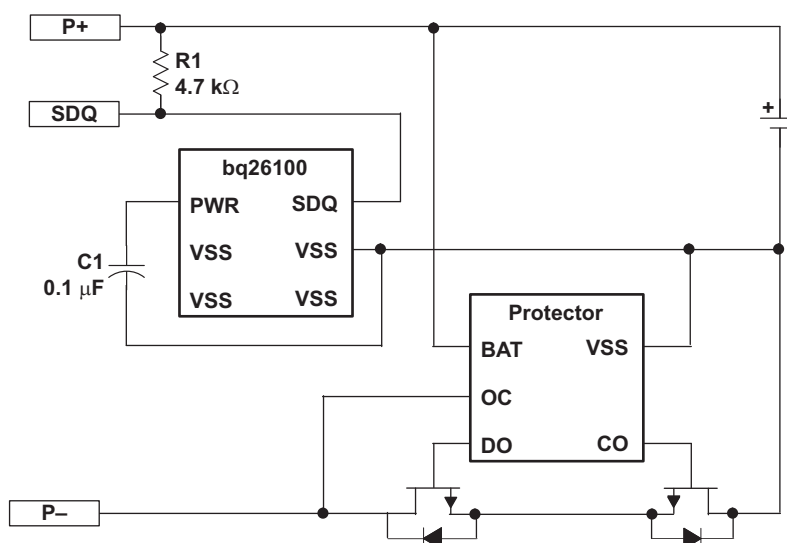 P+
R1
4.7 kΩ
SDQ
+
bq26100
PWR SDQ
VSS VSS
VSS VSS
C1
0.1 μF
Protector
BAT VSS
OC
DO CO
P–